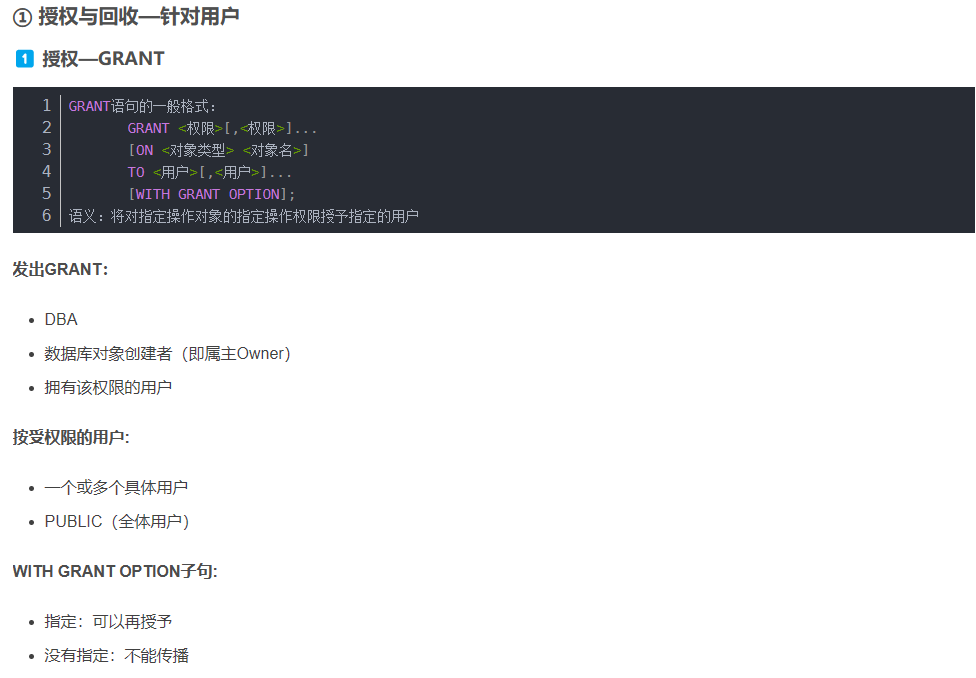 ① 授权与回收—针对用户
1 授权—GRANT
1 GRANT语句的一般格式：
2 GRANT <权限>[,<权限>]...
3 [ON <对象类型> <对象名>]
4 TO <用户>[,<用户>]...
5 [WITH GRANT OPTION];
6 语义：将对指定操作对象的指定操作权限授予指定的用户
发出GRANT：
• DBA
• 数据库对象创建者（即属主Owner）
• 拥有该权限的用户
按受权限的用户:
• 一个或多个具体用户
• PUBLIC（全体用户）
WITH GRANT OPTION子句:
• 指定：可以再授予
• 没有指定：不能传播